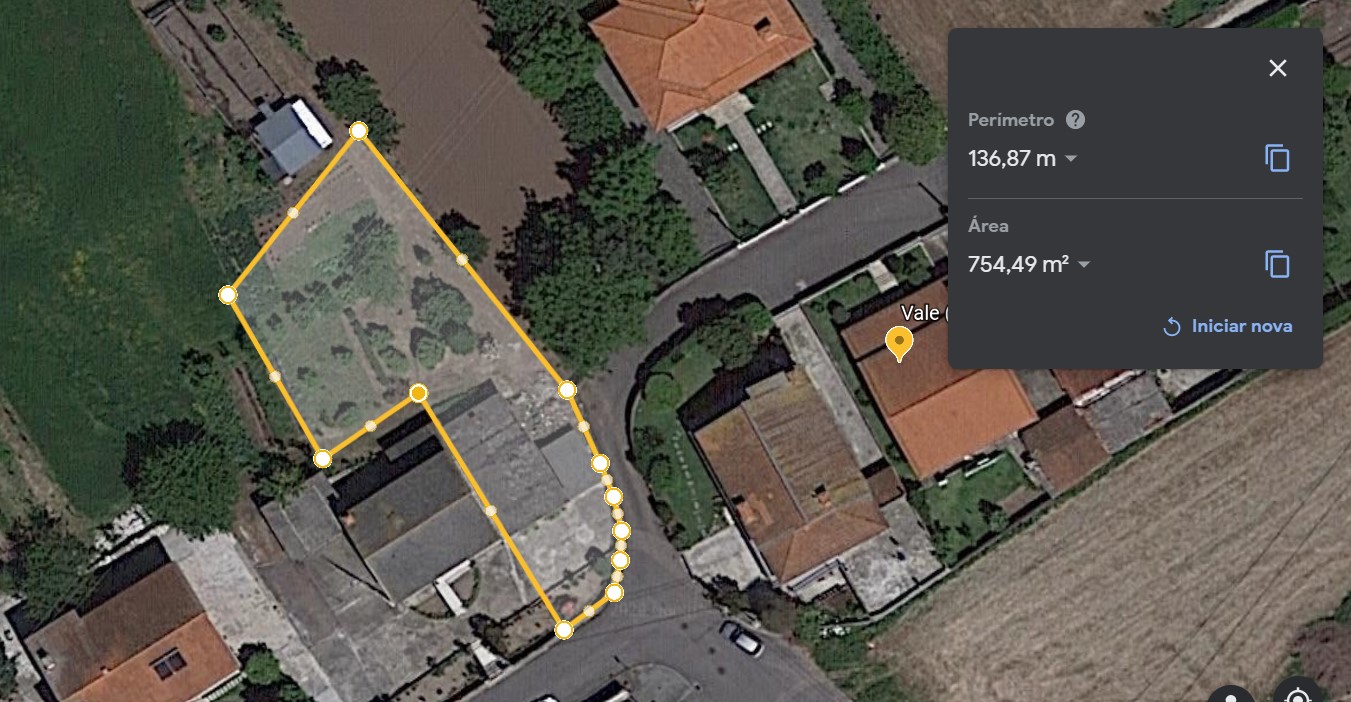 Perímetro ?
136,87 m
Área
754,49 m²
Iniciar nova
Vale (